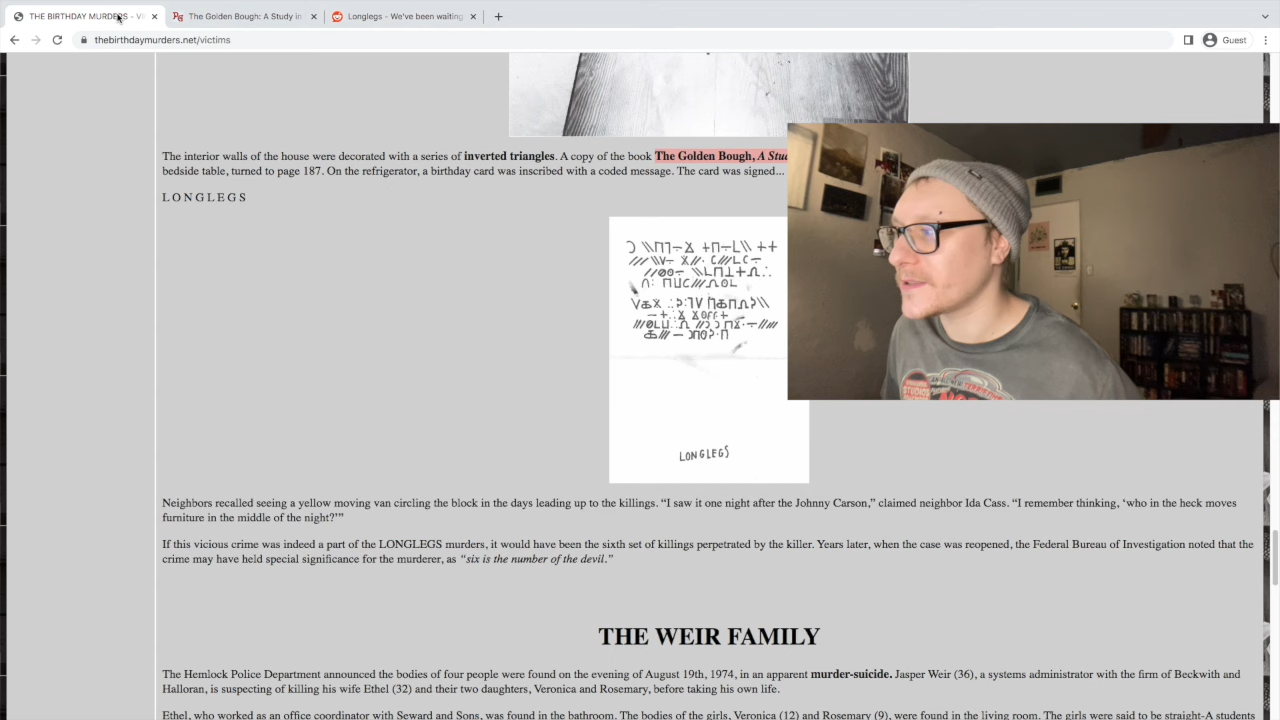 THE BIRTHDAY MURDERS - Vi
The Golden Bough: A Study in
Longlegs - We've been waiting
thebirthdaymurders.net/victims
Guest
The interior walls of the house were decorated with a series of inverted triangles. A copy of the book The Golden Bough, A Stud
bedside table, turned to page 187. On the refrigerator, a birthday card was inscribed with a coded message. The card was signed...
L O N G L E G S
LONGLEGS
Neighbors recalled seeing a yellow moving van circling the block in the days leading up to the killings. “I saw it one night after the Johnny Carson,” claimed neighbor Ida Cass. “I remember thinking, ‘who in the heck moves
furniture in the middle of the night?’”
If this vicious crime was indeed a part of the LONGLEGS murders, it would have been the sixth set of killings perpetrated by the killer. Years later, when the case was reopened, the Federal Bureau of Investigation noted that the
crime may have held special significance for the murderer, as “six is the number of the devil.”
THE WEIR FAMILY
The Hemlock Police Department announced the bodies of four people were found on the evening of August 19th, 1974, in an apparent murder-suicide. Jasper Weir (36), a systems administrator with the firm of Beckwith and
Halloran, is suspecting of killing his wife Ethel (32) and their two daughters, Veronica and Rosemary, before taking his own life.
Ethel, who worked as an office coordinator with Seward and Sons, was found in the bathroom. The bodies of the girls, Veronica (12) and Rosemary (9), were found in the living room. The girls were said to be straight-A students